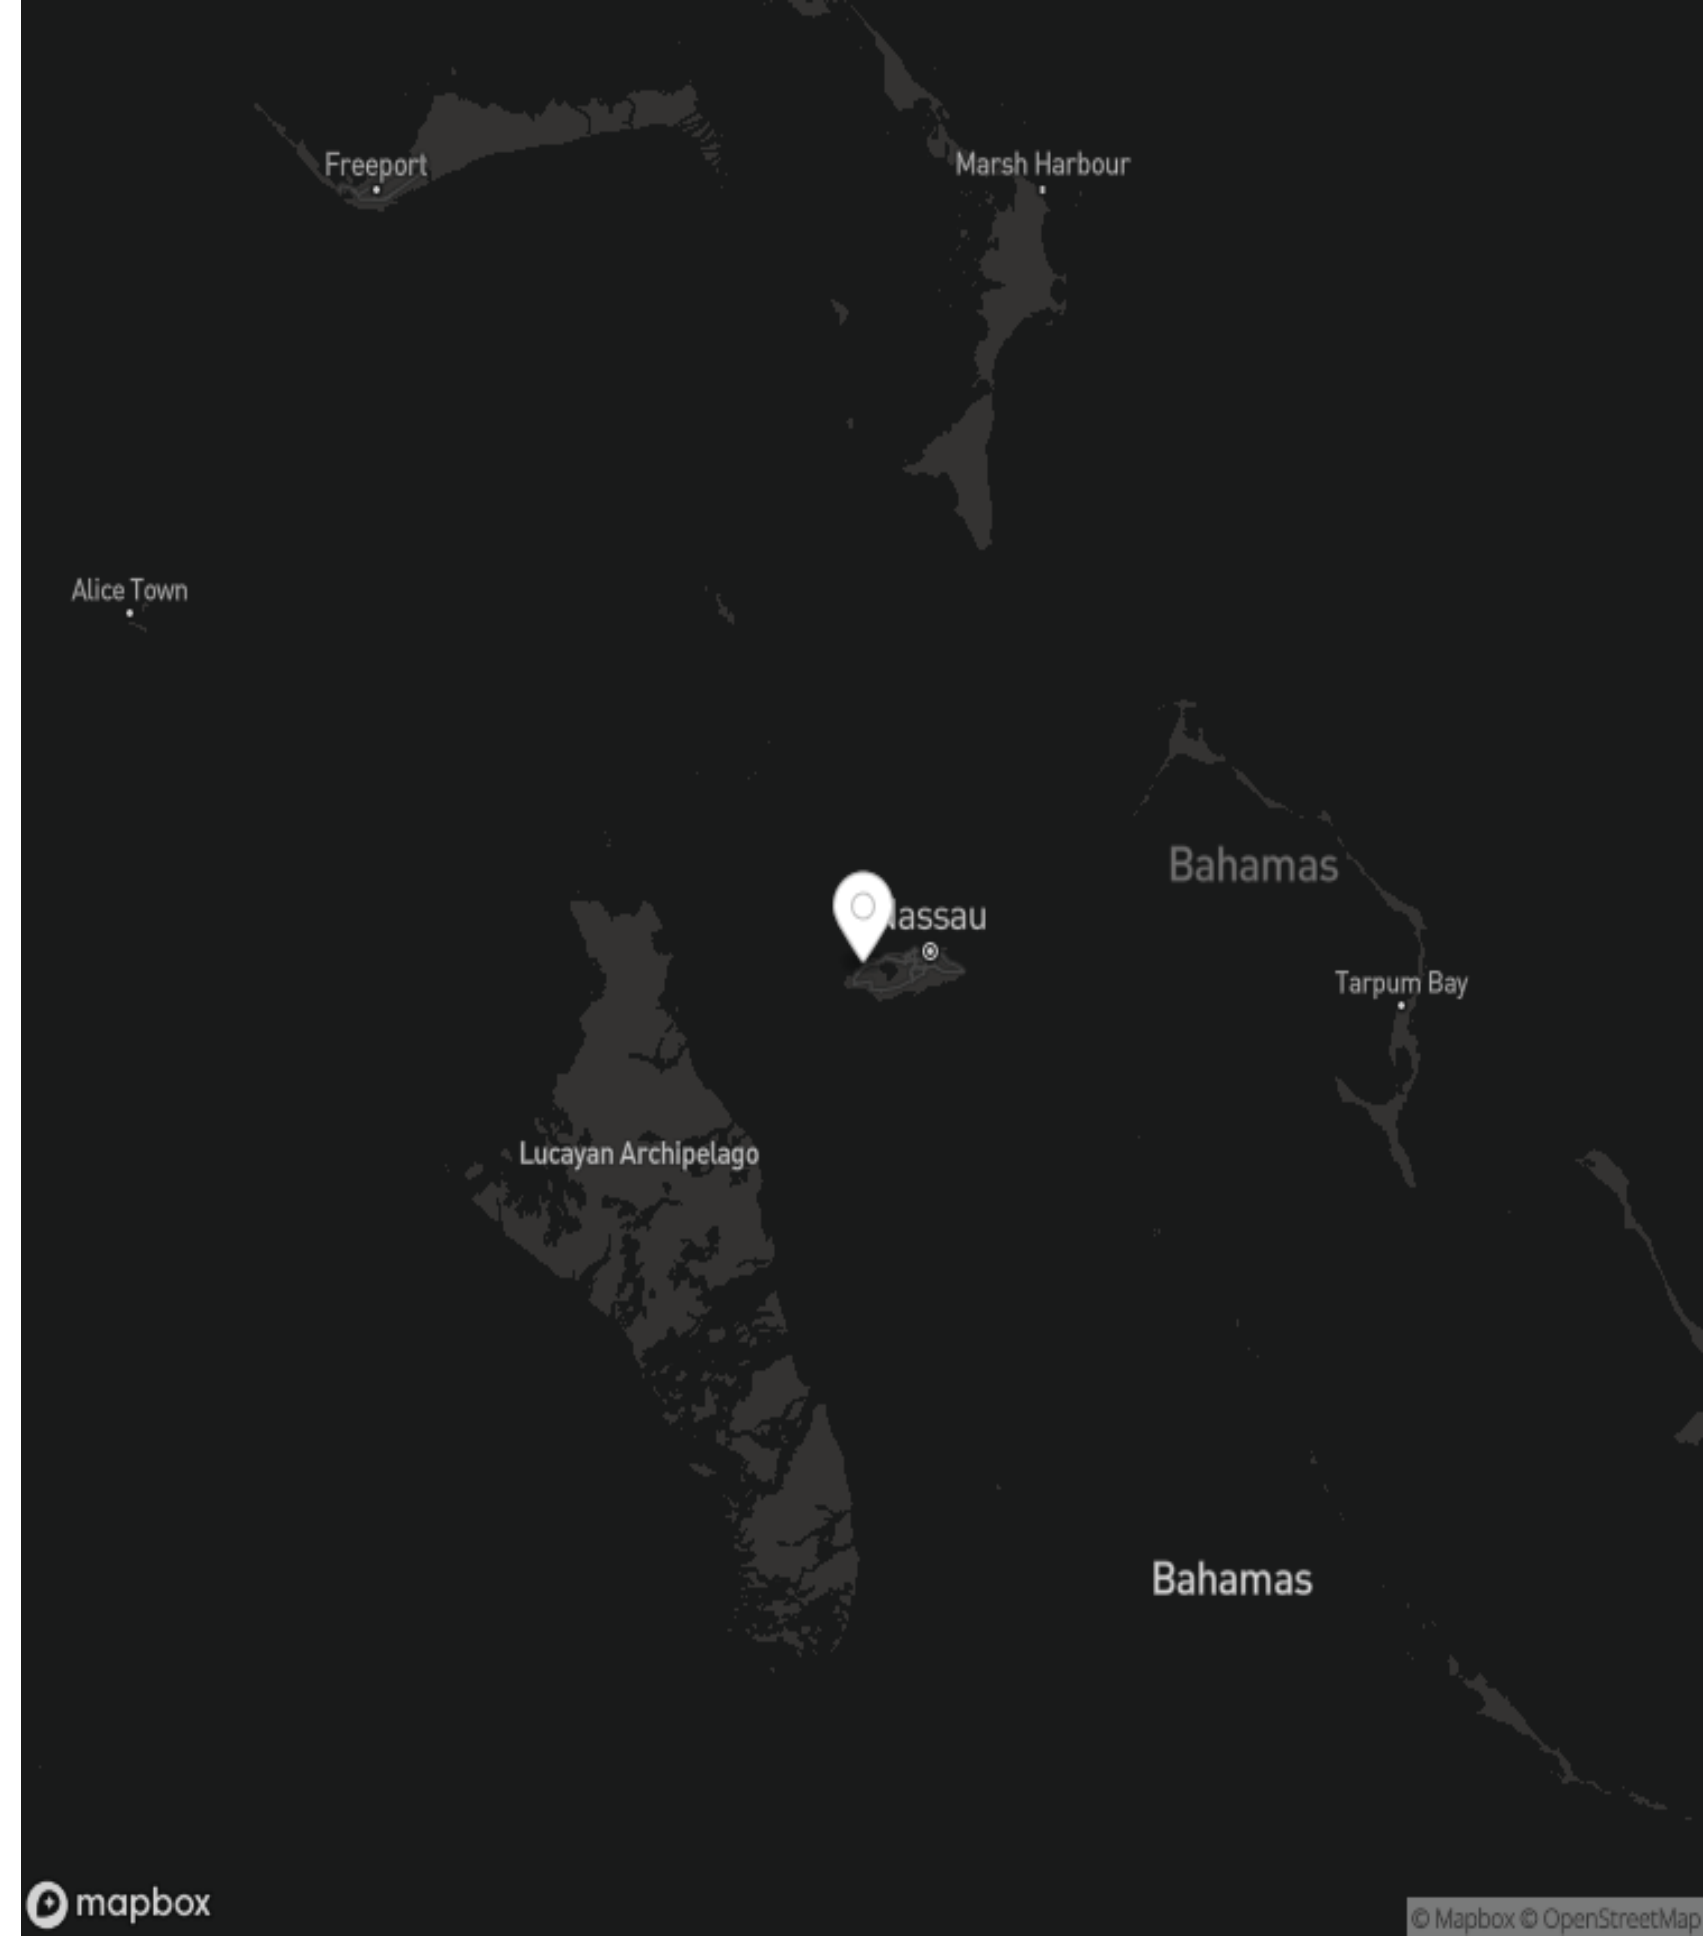 Freeport
Marsh Harbour
Alice Town
Bahamas
assau
Tarpum Bay
Lucayan Archipelago
Bahamas
mapbox
© Mapbox © OpenStreetMap